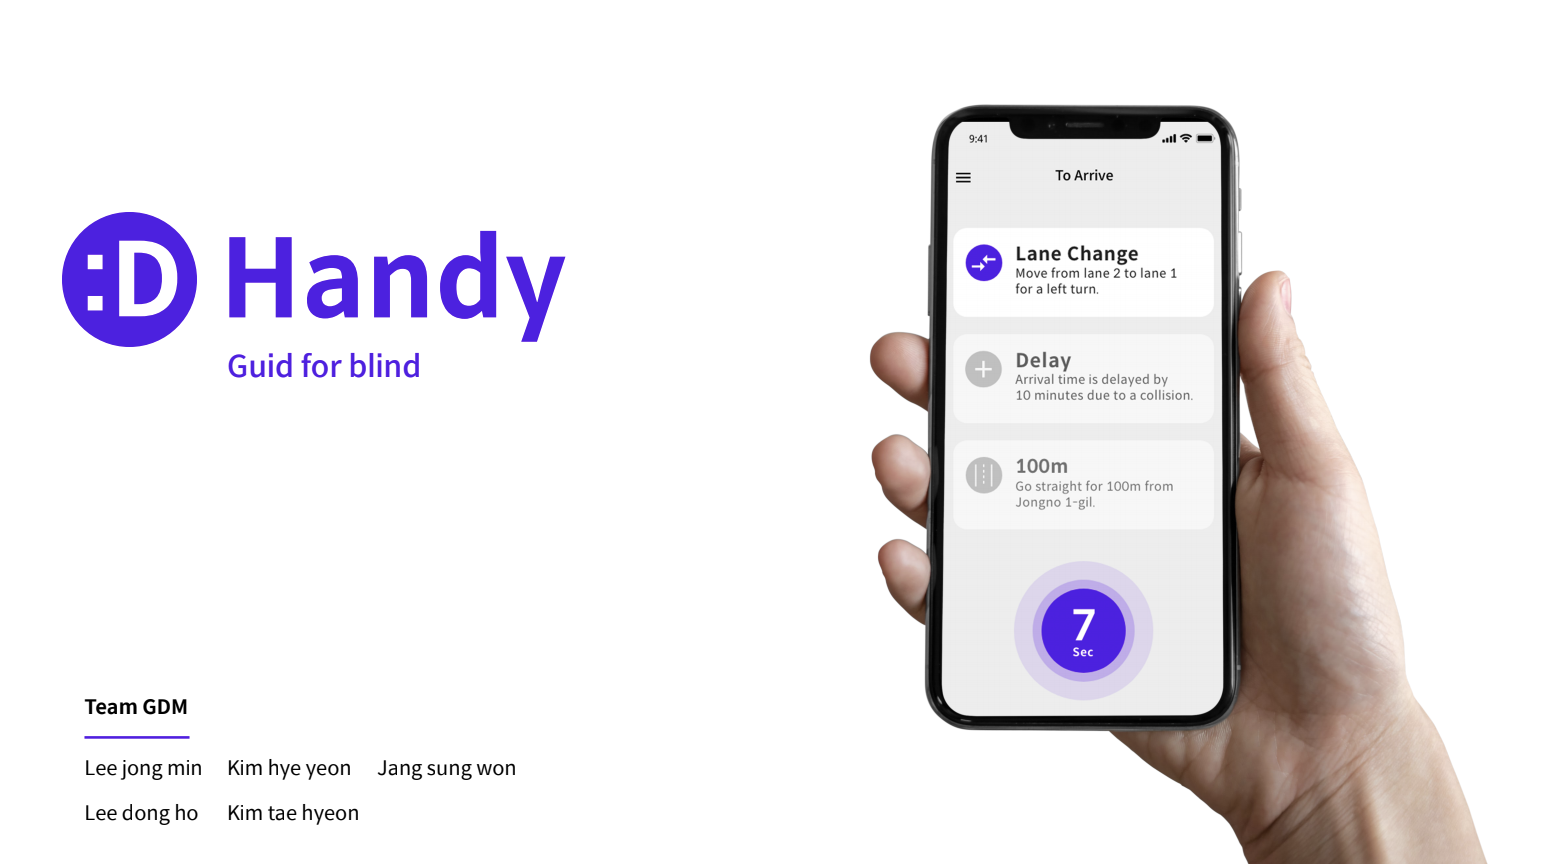 :D Handy
Guid for blind
Team GDM
Lee jong min Kim hye yeon Jang sung won
Lee dong ho Kim tae hyeon
9:41
To Arrive
Lane Change
Move from lane 2 to lane 1
for a left turn.
Delay
Arrival time is delayed by
10 minutes due to a collision.
100m
Go straight for 100m from
Jongno 1-gil.
7
Sec